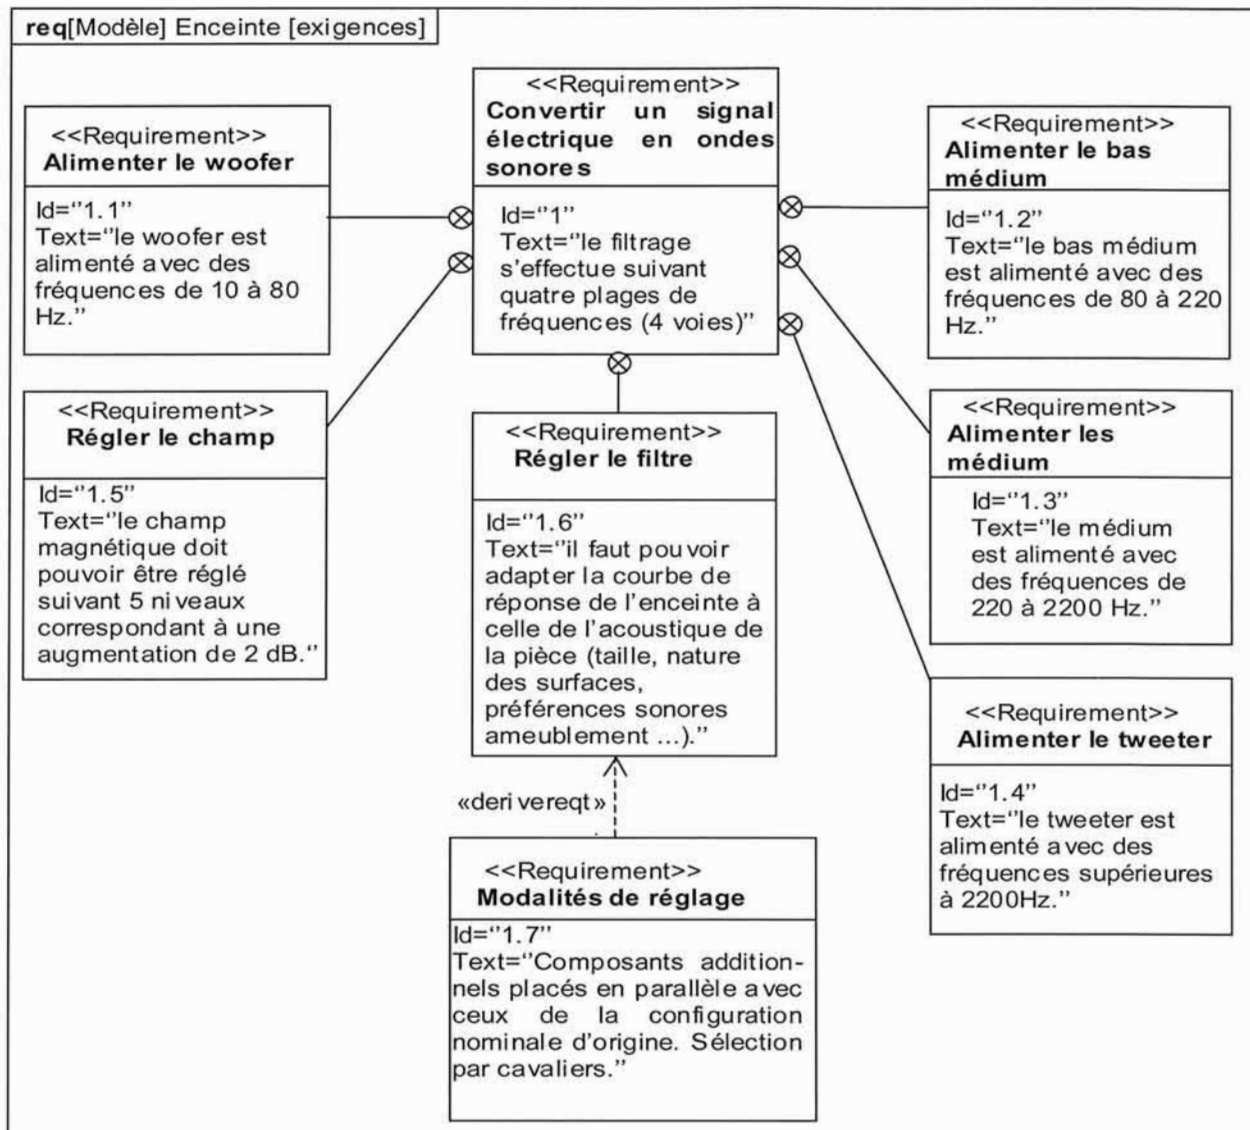 req[Modèle] Enceinte [exigences]
<<Requirement>>
Alimenter le woofer
Id=‘‘1.1’’
Text=‘‘le woofer est
alimenté avec des
fréquences de 10 à 80
Hz.’’
<<Requirement>>
Convertir un signal
électrique en ondes
sonores
Id=‘‘1’’
Text=‘‘le filtrage
s’effectue suivant
quatre plages de
fréquences (4 voies)’’
<<Requirement>>
Alimenter le bas
médium
Id=‘‘1.2’’
Text=‘‘le bas médium
est alimenté avec des
fréquences de 80 à 220
Hz.’’
<<Requirement>>
Régler le champ
Id=‘‘1.5’’
Text=‘‘le champ
magnétique doit
pouvoir être réglé
suivant 5 niveaux
correspondant à une
augmentation de 2 dB.‘‘
<<Requirement>>
Régler le filtre
Id=‘‘1.6’’
Text=‘‘il faut pouvoir
adapter la courbe de
réponse de l’enceinte à
celle de l’acoustique de
la pièce (taille, nature
des surfaces,
préférences sonores
ameublement ...).’’
<<Requirement>>
Alimenter les
médium
Id=‘‘1.3’’
Text=‘‘le médium
est alimenté avec
des fréquences de
220 à 2200 Hz.’’
<<Requirement>>
Alimenter le tweeter
Id=‘‘1.4’’
Text=‘‘le tweeter est
alimenté avec des
fréquences supérieures
à 2200Hz.’’
«derivereqt»
<<Requirement>>
Modalités de réglage
Id=‘‘1.7’’
Text=‘‘Composants addition-
nels placés en parallèle avec
ceux de la configuration
nominale d’origine. Sélection
par cavaliers.’’